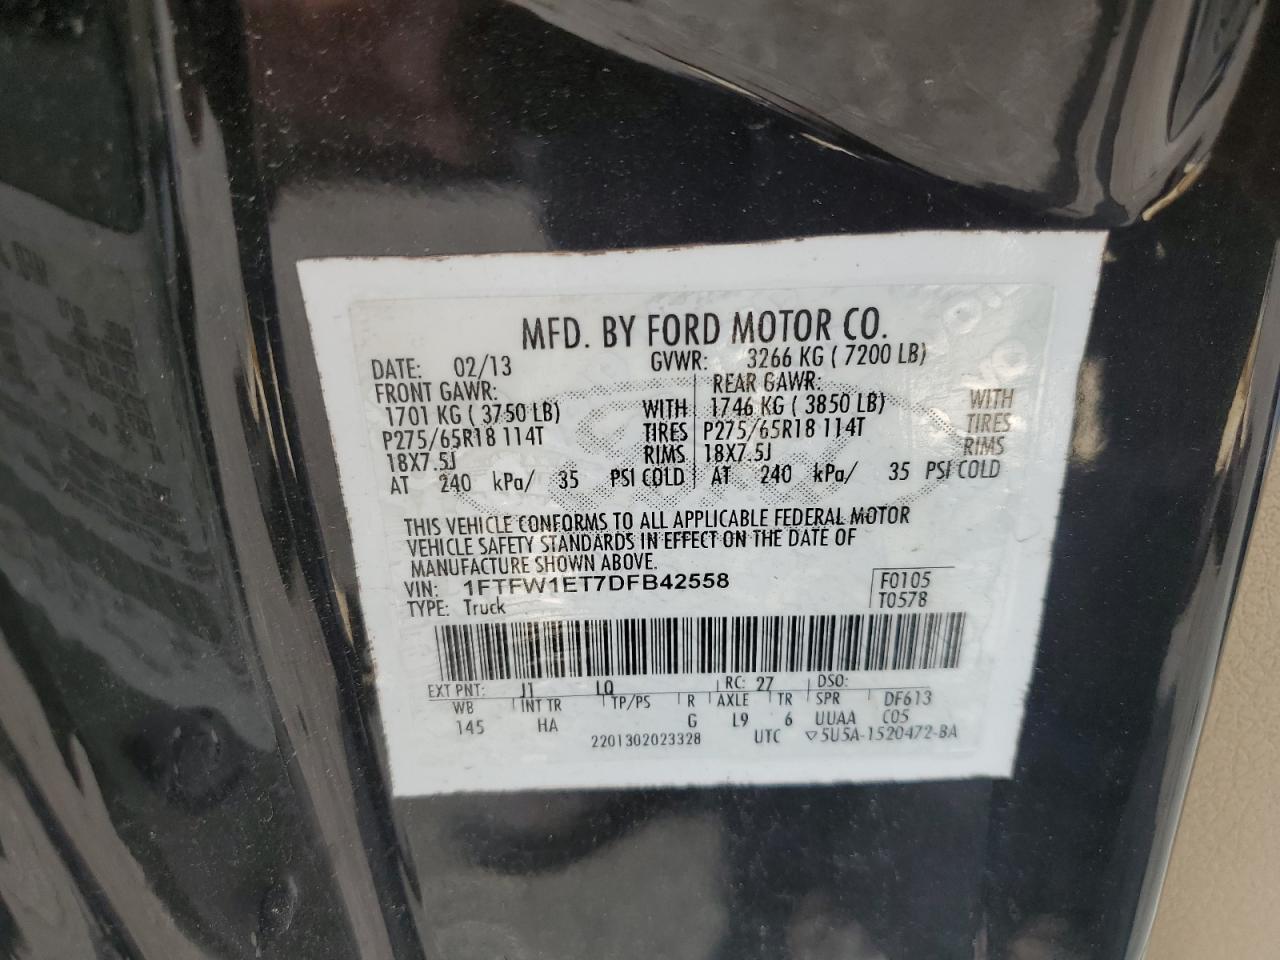 MFD. BY FORD MOTOR CO.
DATE: 02/13 GVWR: 3266 KG ( 7200 LB)
FRONT GAWR: REAR GAWR:
1701 KG ( 3750 LB) WITH 1746 KG ( 3850 LB) WITH
P275/65R18 114T TIRES P275/65R18 114T TIRES
18X7.5J RIMS 18X7.5J RIMS
AT 240 kPa/ 35 PSI COLD AT 240 kPa/ 35 PSI COLD
THIS VEHICLE CONFORMS TO ALL APPLICABLE FEDERAL MOTOR
VEHICLE SAFETY STANDARDS IN EFFECT ON THE DATE OF
MANUFACTURE SHOWN ABOVE.
VIN: 1FTFW1ET7DFB42558 F0105
TYPE: Truck T0578
EXT PNT: J1 LQ RC: 27 DSO:
WB INT TR TP/PS R AXLE TR SPR DF613
145 HA G L9 6 UUAA C05
2201302023328 UTC ▽5U5A-1520472-BA